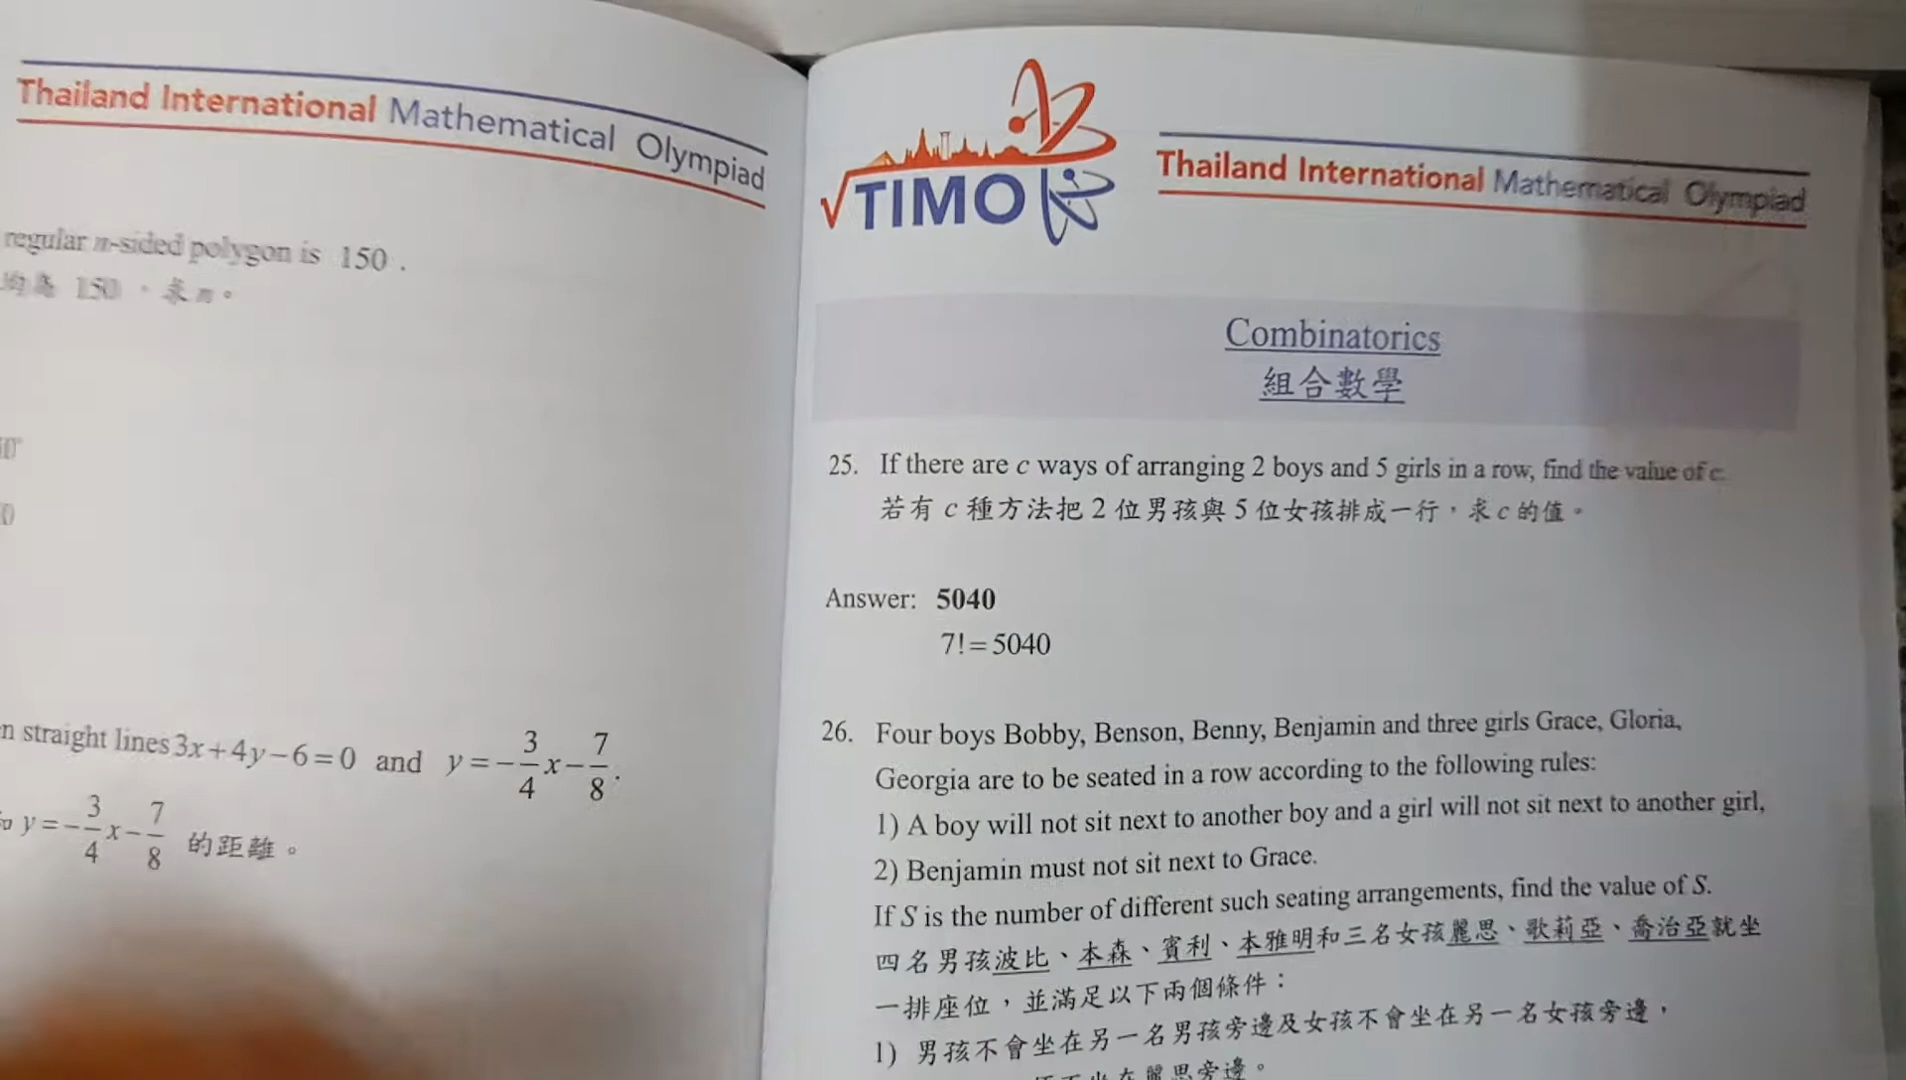 Thailand International Mathematical Olympiad
regular n-sided polygon is 150 .
均為 150 ，求 n。
n straight lines 3x+4y−6=0 and y=−3/4x−7/8.
y=−3/4x−7/8 的距離。
TIMO
Thailand International Mathematical Olympiad
Combinatorics
組合數學
25. If there are c ways of arranging 2 boys and 5 girls in a row, find the value of c.
若有 c 種方法把 2 位男孩與 5 位女孩排成一行，求 c 的值。
Answer: 5040
7!=5040
26. Four boys Bobby, Benson, Benny, Benjamin and three girls Grace, Gloria,
Georgia are to be seated in a row according to the following rules:
1) A boy will not sit next to another boy and a girl will not sit next to another girl,
2) Benjamin must not sit next to Grace.
If S is the number of different such seating arrangements, find the value of S.
四名男孩波比、本森、賓利、本雅明和三名女孩麗思、歌莉亞、喬治亞就坐
一排座位，並滿足以下兩個條件：
1) 男孩不會坐在另一名男孩旁邊及女孩不會坐在另一名女孩旁邊，
坐在麗思旁邊。